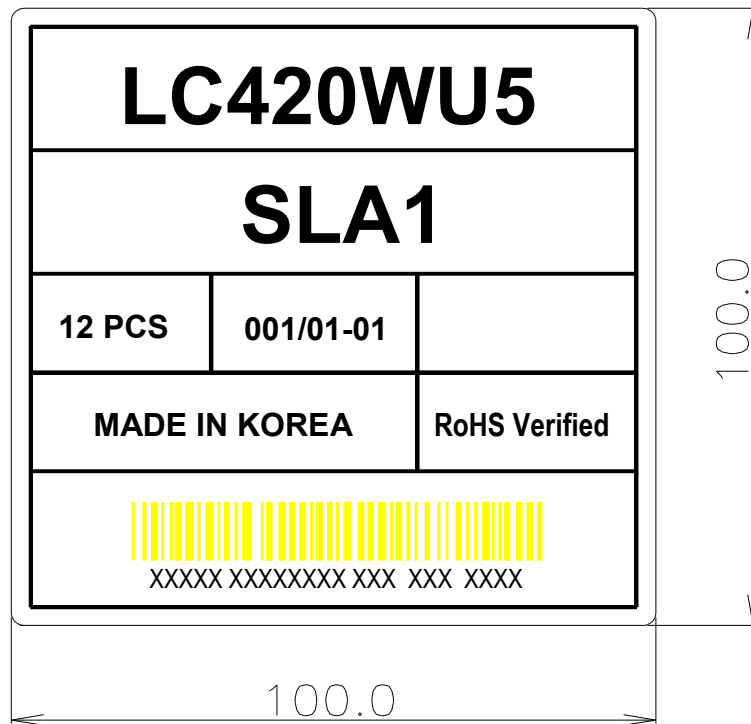 LC420WU5
SLA1
12 PCS 001/01-01
MADE IN KOREA RoHS Verified
XXXXX XXXXXXXX XXX XXX XXXX
100.0
100.0